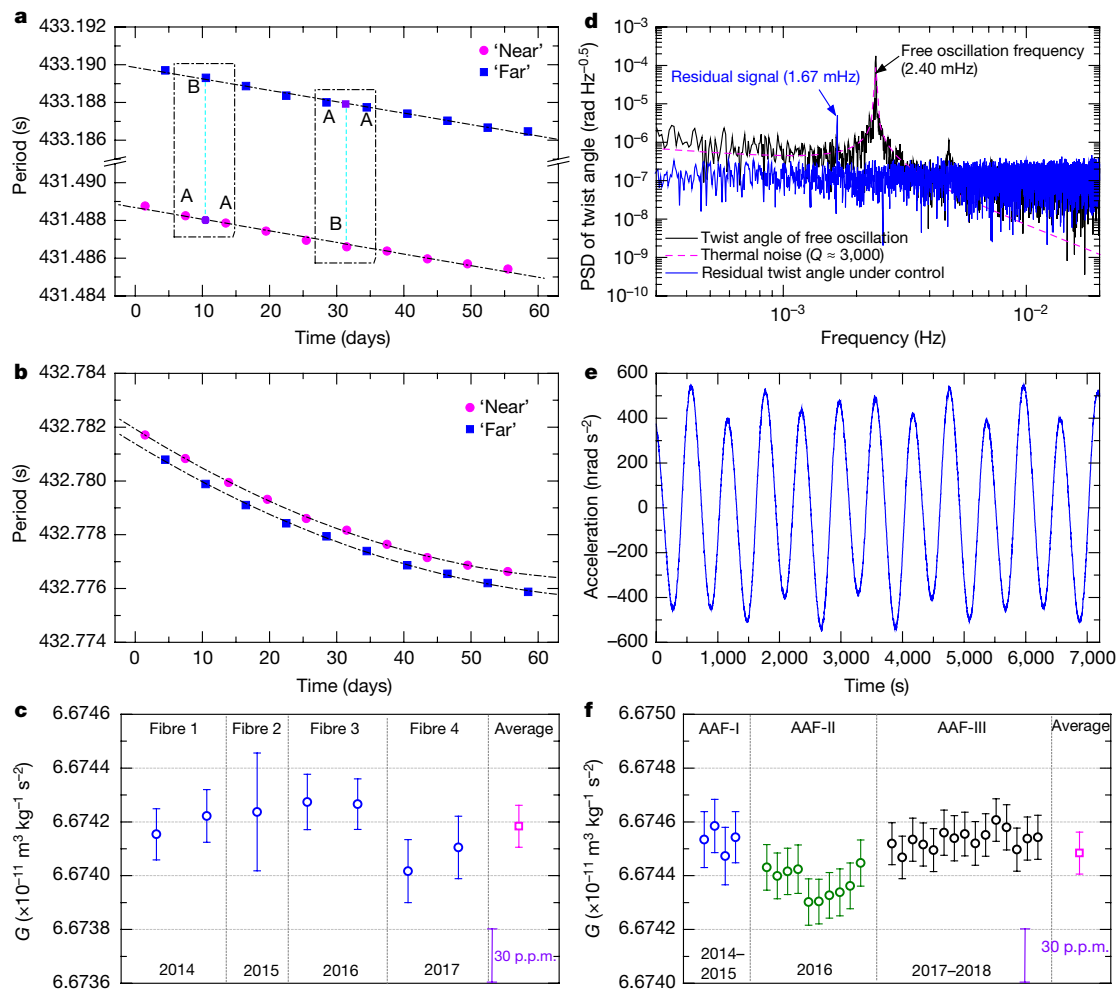 a
433.192
433.190
433.188
433.186
431.490
431.488
431.486
431.484
Period (s)
'Near'
'Far'
B
A
A
A
A
B
0
10
20
30
40
50
60
Time (days)
b
432.784
432.782
432.780
432.778
432.776
432.774
Period (s)
'Near'
'Far'
0
10
20
30
40
50
60
Time (days)
c
6.6746
6.6744
6.6742
6.6740
6.6738
6.6736
G (×10−11 m3 kg−1 s−2)
Fibre 1
Fibre 2
Fibre 3
Fibre 4
Average
2014
2015
2016
2017
30 p.p.m.
d
10−3
10−4
10−5
10−6
10−7
10−8
10−9
10−10
PSD of twist angle (rad Hz−0.5)
Free oscillation frequency
(2.40 mHz)
Residual signal (1.67 mHz)
Twist angle of free oscillation
Thermal noise (Q ≈ 3,000)
Residual twist angle under control
10−3
10−2
Frequency (Hz)
e
600
400
200
0
−200
−400
−600
Acceleration (nrad s−2)
0
1,000
2,000
3,000
4,000
5,000
6,000
7,000
Time (s)
f
6.6750
6.6748
6.6746
6.6744
6.6742
6.6740
G (×10−11 m3 kg−1 s−2)
AAF-I
AAF-II
AAF-III
Average
2014–
2015
2016
2017–2018
30 p.p.m.